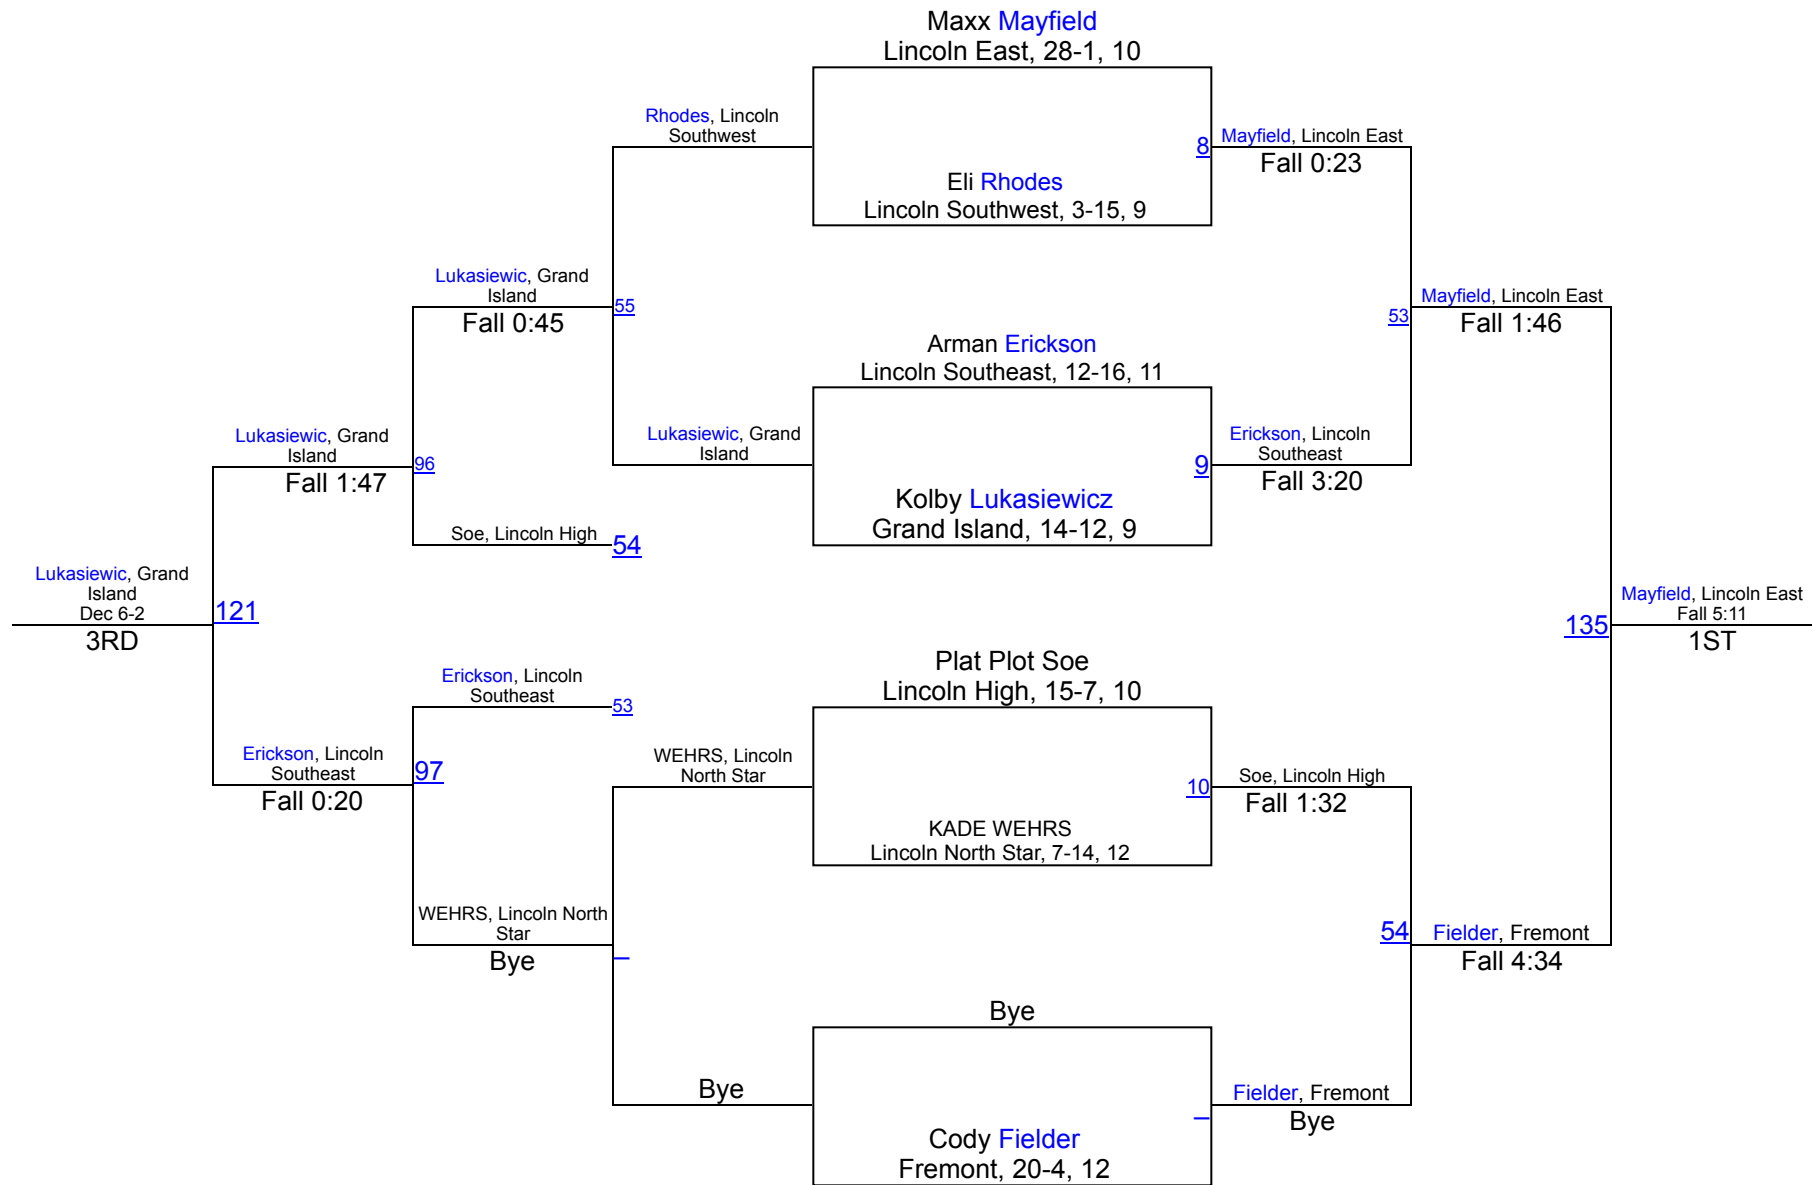 Maxx Mayfield
Lincoln East, 28-1, 10
Rhodes, Lincoln
Southwest
8
Mayfield, Lincoln East
Fall 0:23
Eli Rhodes
Lincoln Southwest, 3-15, 9
Lukasiewic, Grand
Island
Fall 0:45
55
53
Mayfield, Lincoln East
Fall 1:46
Arman Erickson
Lincoln Southeast, 12-16, 11
Lukasiewic, Grand
Island
Fall 1:47
96
Lukasiewic, Grand
Island
9
Erickson, Lincoln
Southeast
Fall 3:20
Kolby Lukasiewicz
Grand Island, 14-12, 9
Soe, Lincoln High
54
Lukasiewic, Grand
Island
Dec 6-2
3RD
121
135
Mayfield, Lincoln East
Fall 5:11
1ST
Plat Plot Soe
Lincoln High, 15-7, 10
Erickson, Lincoln
Southeast
53
Erickson, Lincoln
Southeast
Fall 0:20
97
WEHRS, Lincoln
North Star
10
Soe, Lincoln High
Fall 1:32
KADE WEHRS
Lincoln North Star, 7-14, 12
WEHRS, Lincoln North
Star
Bye
54
Fielder, Fremont
Fall 4:34
Bye
Bye
Fielder, Fremont
Bye
Cody Fielder
Fremont, 20-4, 12